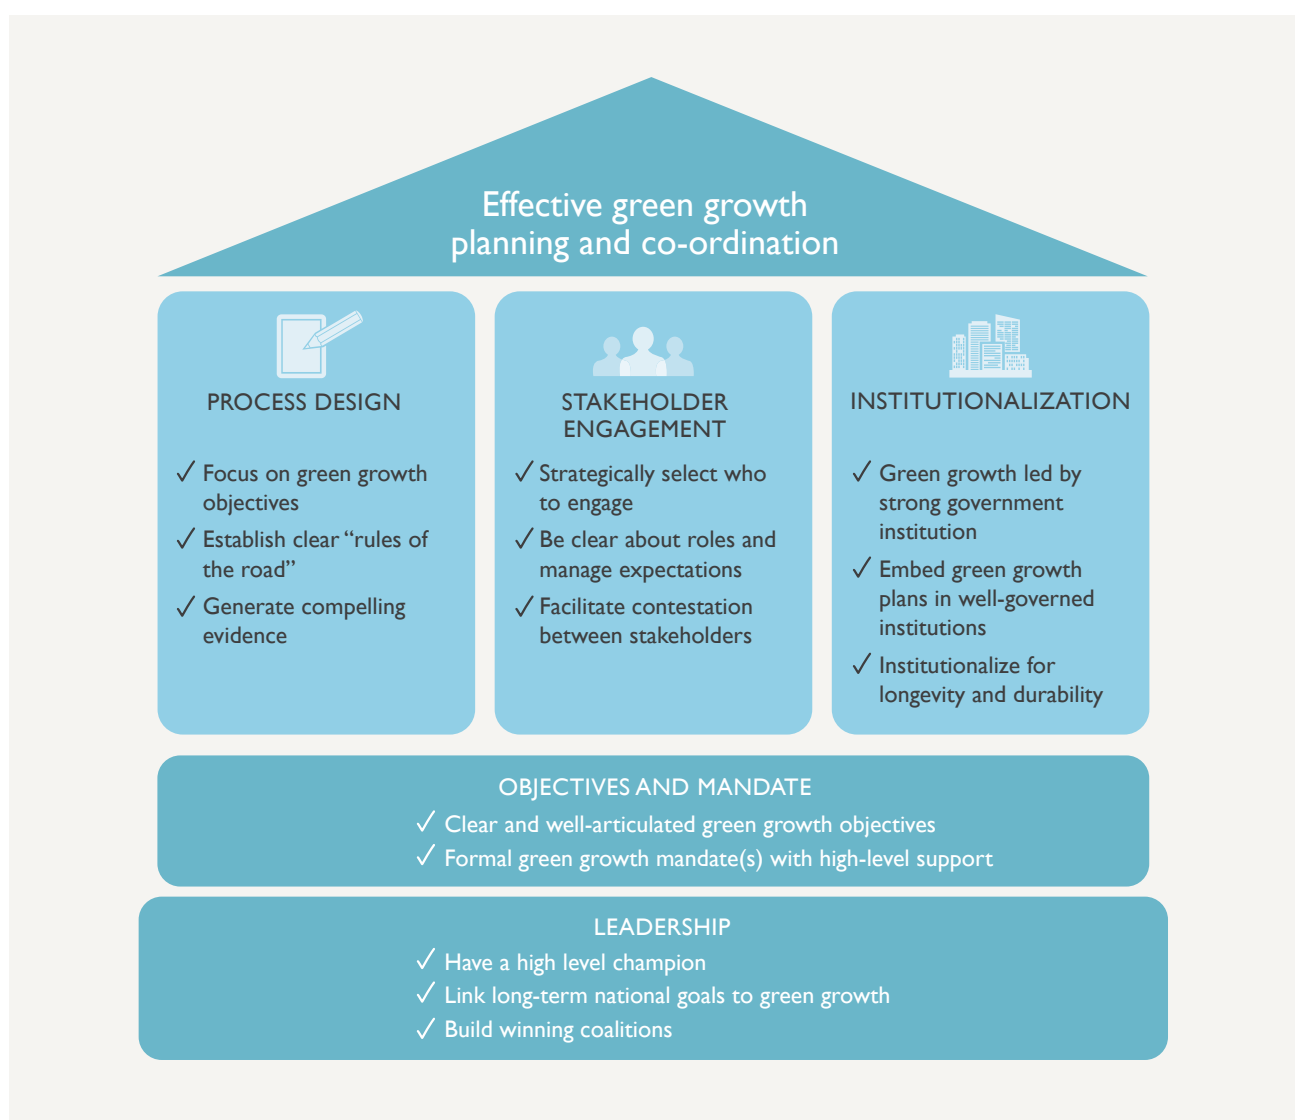 Effective green growth
planning and co-ordination
PROCESS DESIGN
✓ Focus on green growth
objectives
✓ Establish clear “rules of
the road”
✓ Generate compelling
evidence
STAKEHOLDER
ENGAGEMENT
✓ Strategically select who
to engage
✓ Be clear about roles and
manage expectations
✓ Facilitate contestation
between stakeholders
INSTITUTIONALIZATION
✓ Green growth led by
strong government
institution
✓ Embed green growth
plans in well-governed
institutions
✓ Institutionalize for
longevity and durability
OBJECTIVES AND MANDATE
✓ Clear and well-articulated green growth objectives
✓ Formal green growth mandate(s) with high-level support
LEADERSHIP
✓ Have a high level champion
✓ Link long-term national goals to green growth
✓ Build winning coalitions